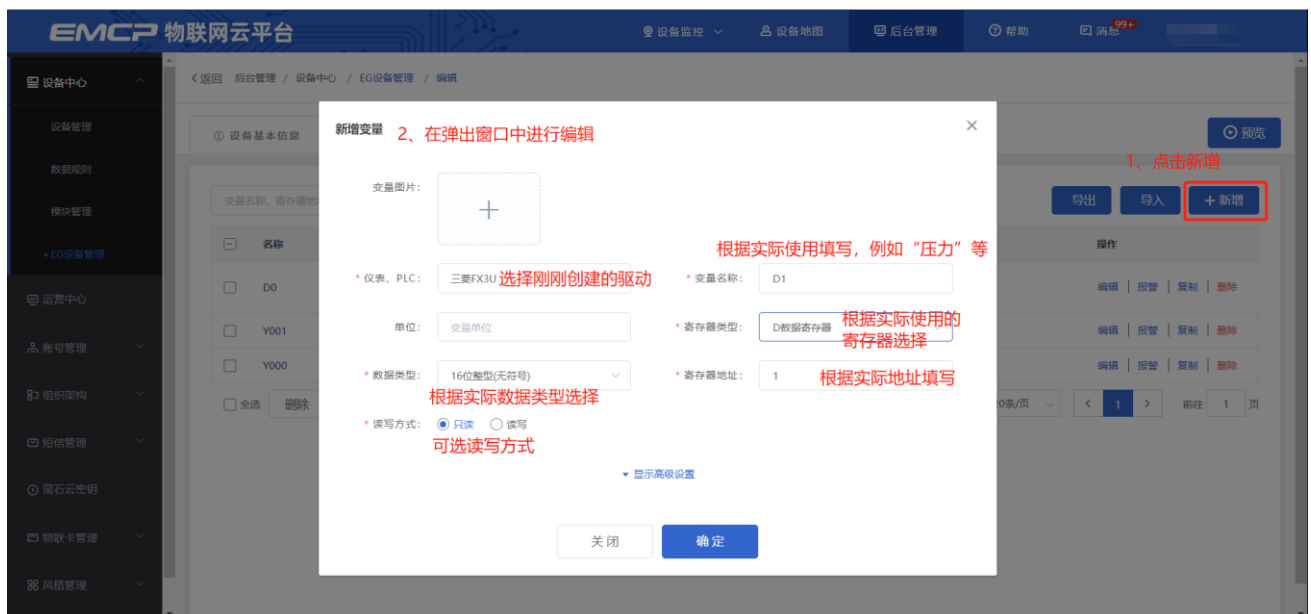 EMCP 物联网云平台
设备监控
设备地图
后台管理
帮助
消息
99+
设备中心
设备管理
数据规则
模块管理
•EG设备管理
运营中心
账号管理
组织架构
短信管理
萤石云密钥
物联卡管理
风格管理
<返回 后台管理 / 设备中心 / EG设备管理 / 编辑
① 设备基本信息
预览
1、点击新增
变量名称、寄存器地
导出
导入
+ 新增
名称
操作
D0
编辑 | 报警 | 复制 | 删除
Y001
编辑 | 报警 | 复制 | 删除
Y000
编辑 | 报警 | 复制 | 删除
全选
删除
0条/页
< 1 >
前往 1 页
新增变量
2、在弹出窗口中进行编辑
×
变量图片:
+
根据实际使用填写，例如“压力”等
* 仪表、PLC:
三菱FX3U
选择刚刚创建的驱动
* 变量名称:
D1
单位:
变量单位
* 寄存器类型:
D数据寄存器
根据实际使用的
寄存器选择
* 数据类型:
16位整型(无符号)
根据实际数据类型选择
* 寄存器地址:
1
根据实际地址填写
* 读写方式:
只读
读写
可选读写方式
显示高级设置
关闭
确定